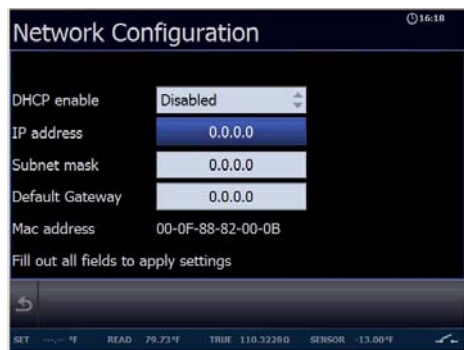 Network Configuration
16:18
DHCP enable Disabled
IP address 0.0.0.0
Subnet mask 0.0.0.0
Default Gateway 0.0.0.0
Mac address 00-0F-88-82-00-0B
Fill out all fields to apply settings
SET ---.-- °F READ 79.73°F TRUE 110.3220Ω SENSOR -13.00°F